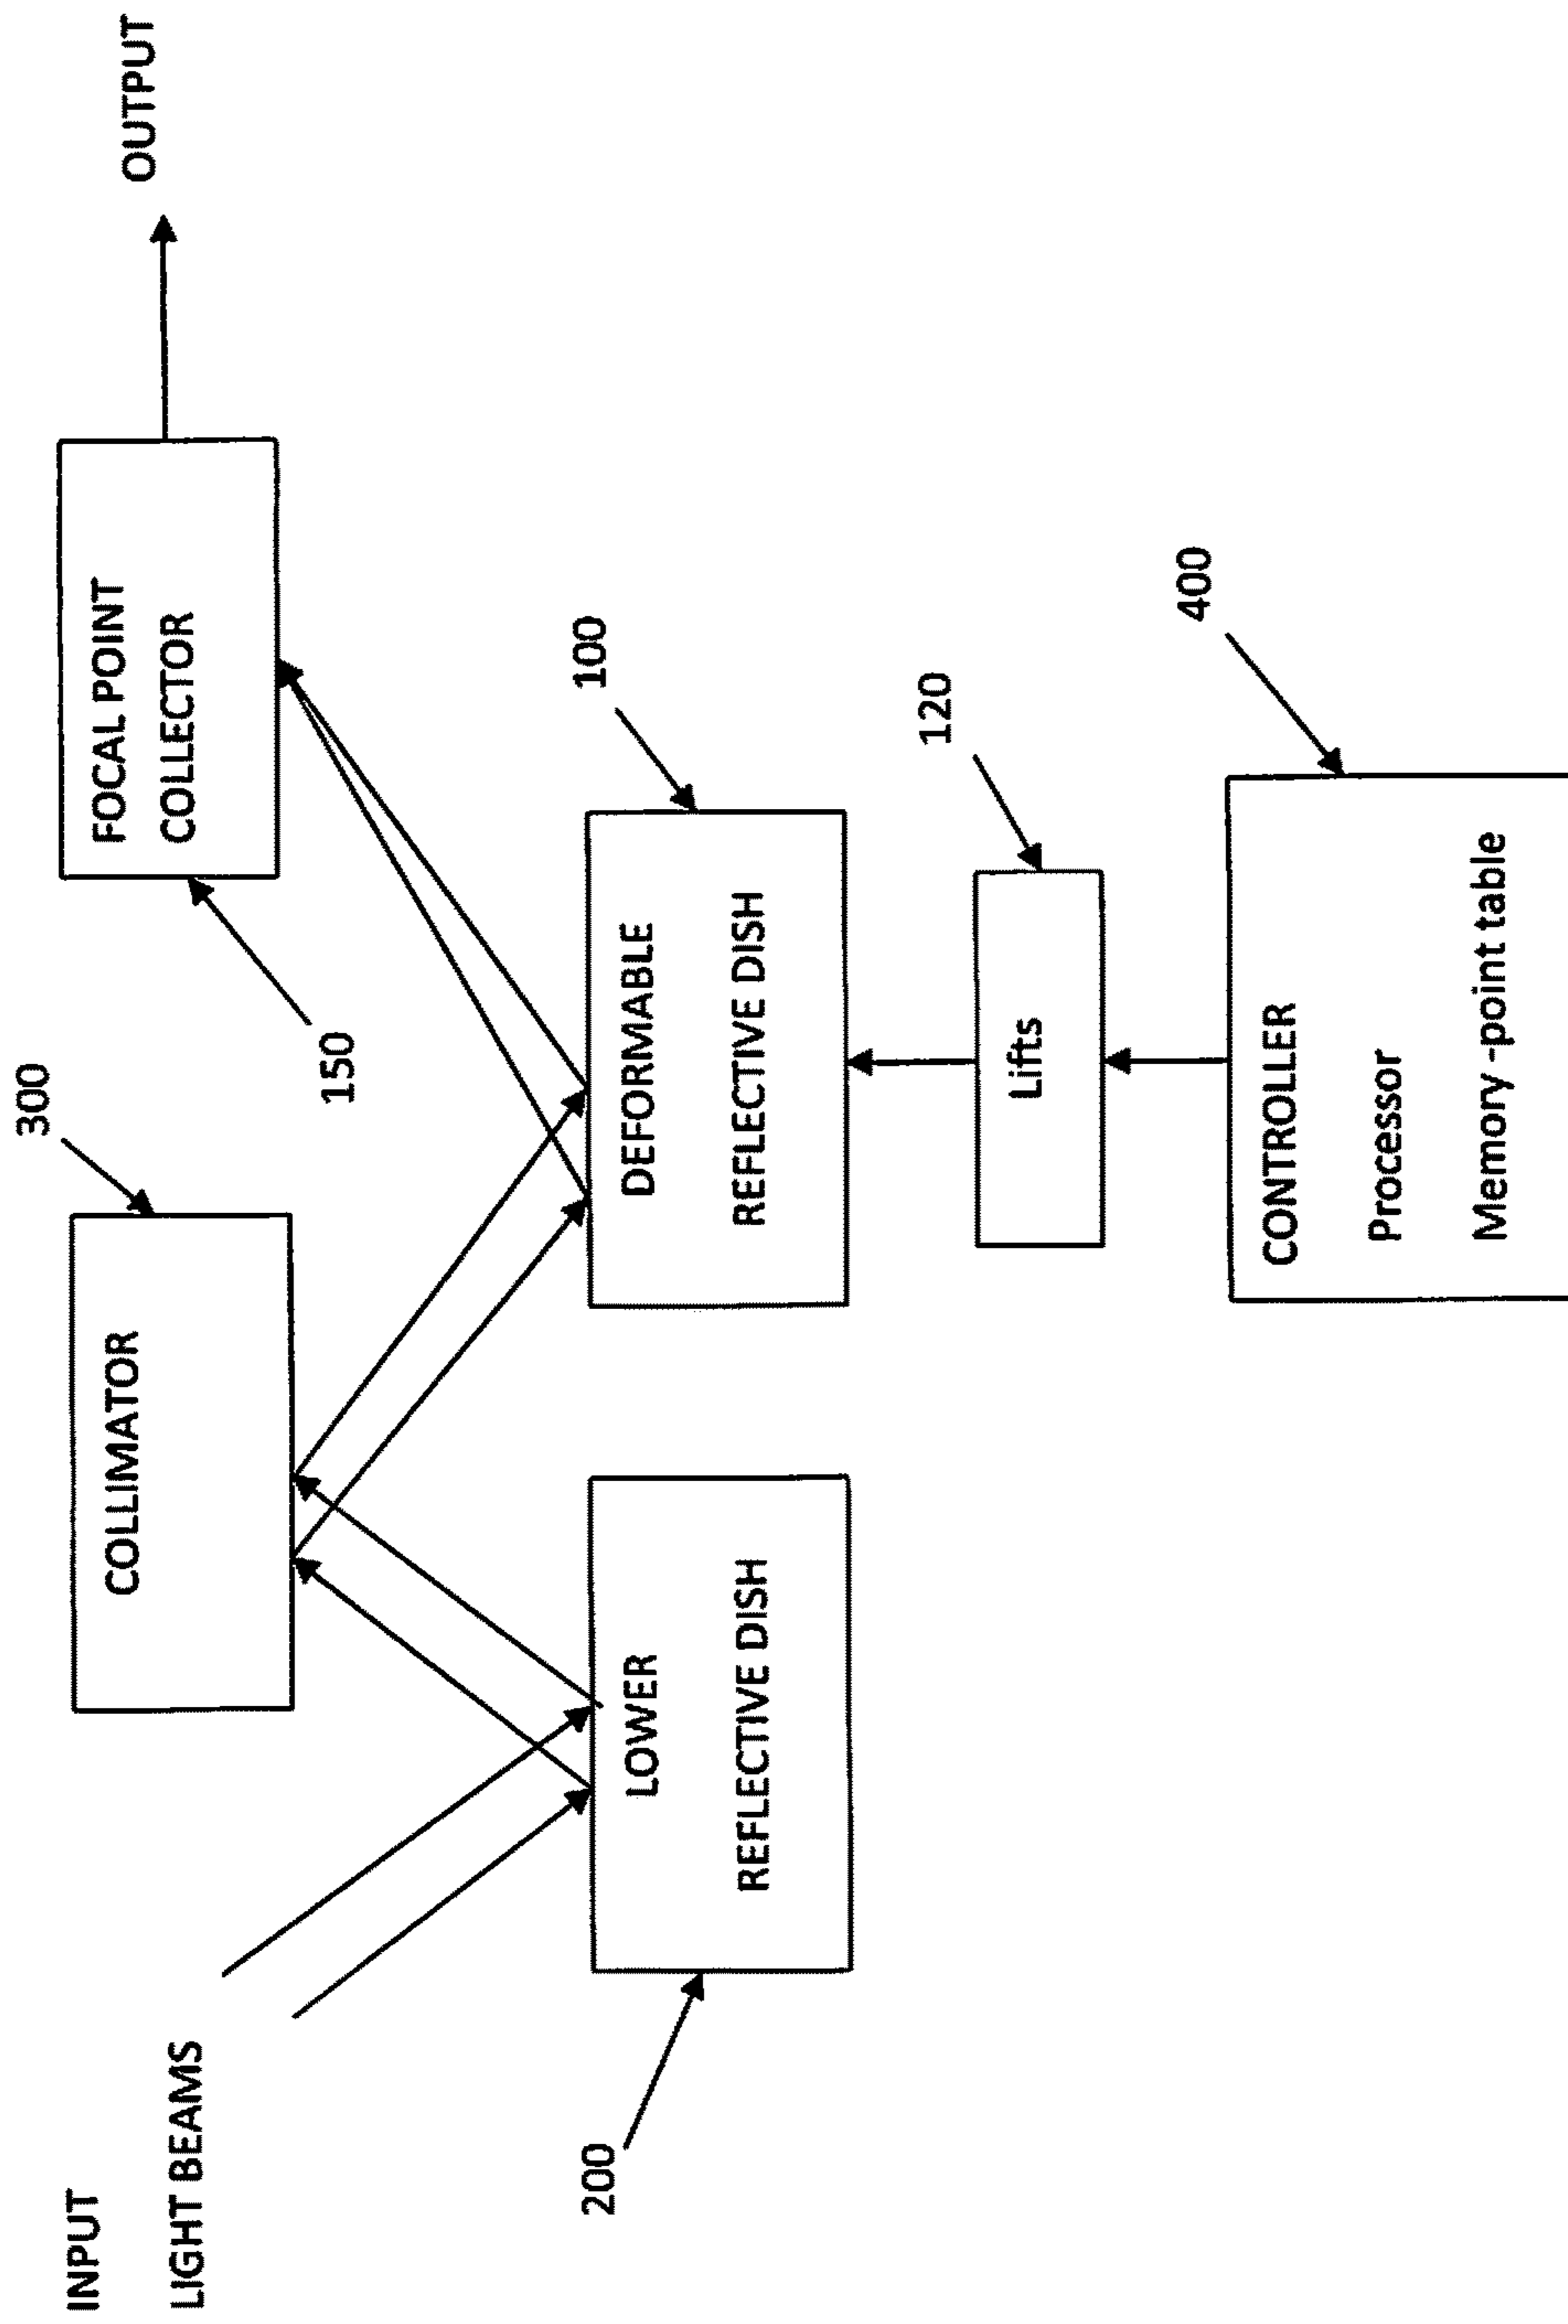 INPUT
LIGHT BEAMS
200
LOWER
REFLECTIVE DISH
COLLIMATOR
300
150
FOCAL POINT
COLLECTOR
OUTPUT
DEFORMABLE
REFLECTIVE DISH
100
Lifts
120
CONTROLLER
Processor
Memory -point table
400